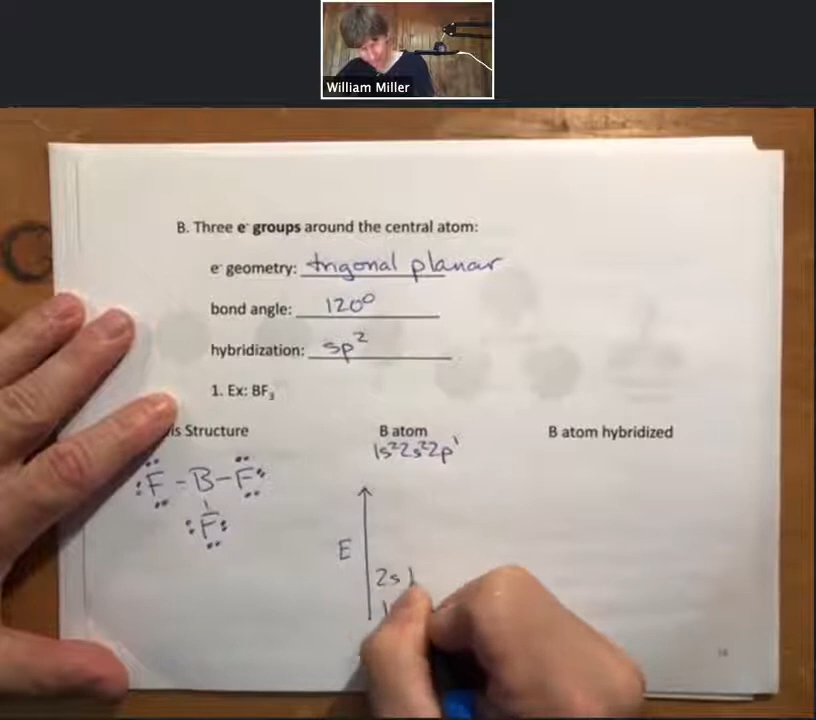 William Miller
B. Three e⁻ groups around the central atom:
e⁻ geometry: trigonal planar
bond angle: 120°
hybridization: sp²
1. Ex: BF₃
is Structure B atom B atom hybridized
1s²2s²2p¹
:F-B-F:
:F:
E
2s